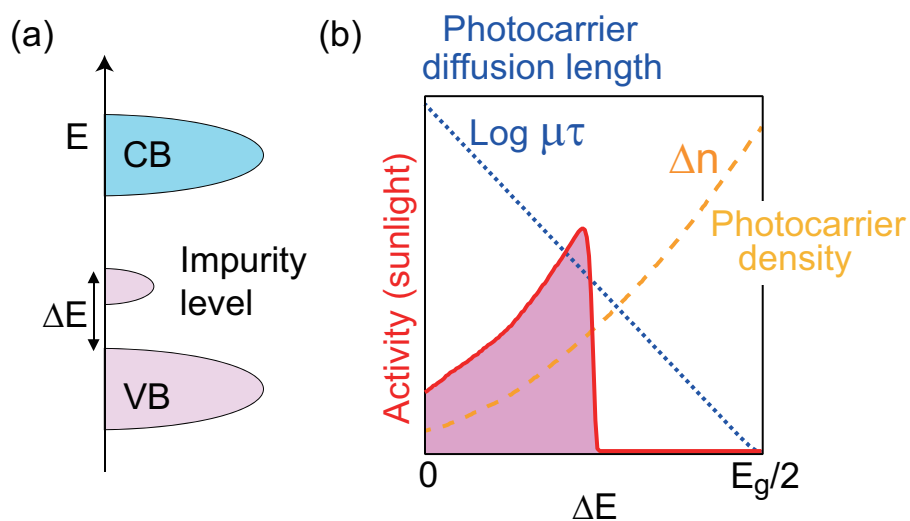 (a)
E
CB
Impurity
level
ΔE
VB
(b)
Photocarrier
diffusion length
Log μτ
Δn
Photocarrier
density
Activity (sunlight)
0
E_g/2
ΔE